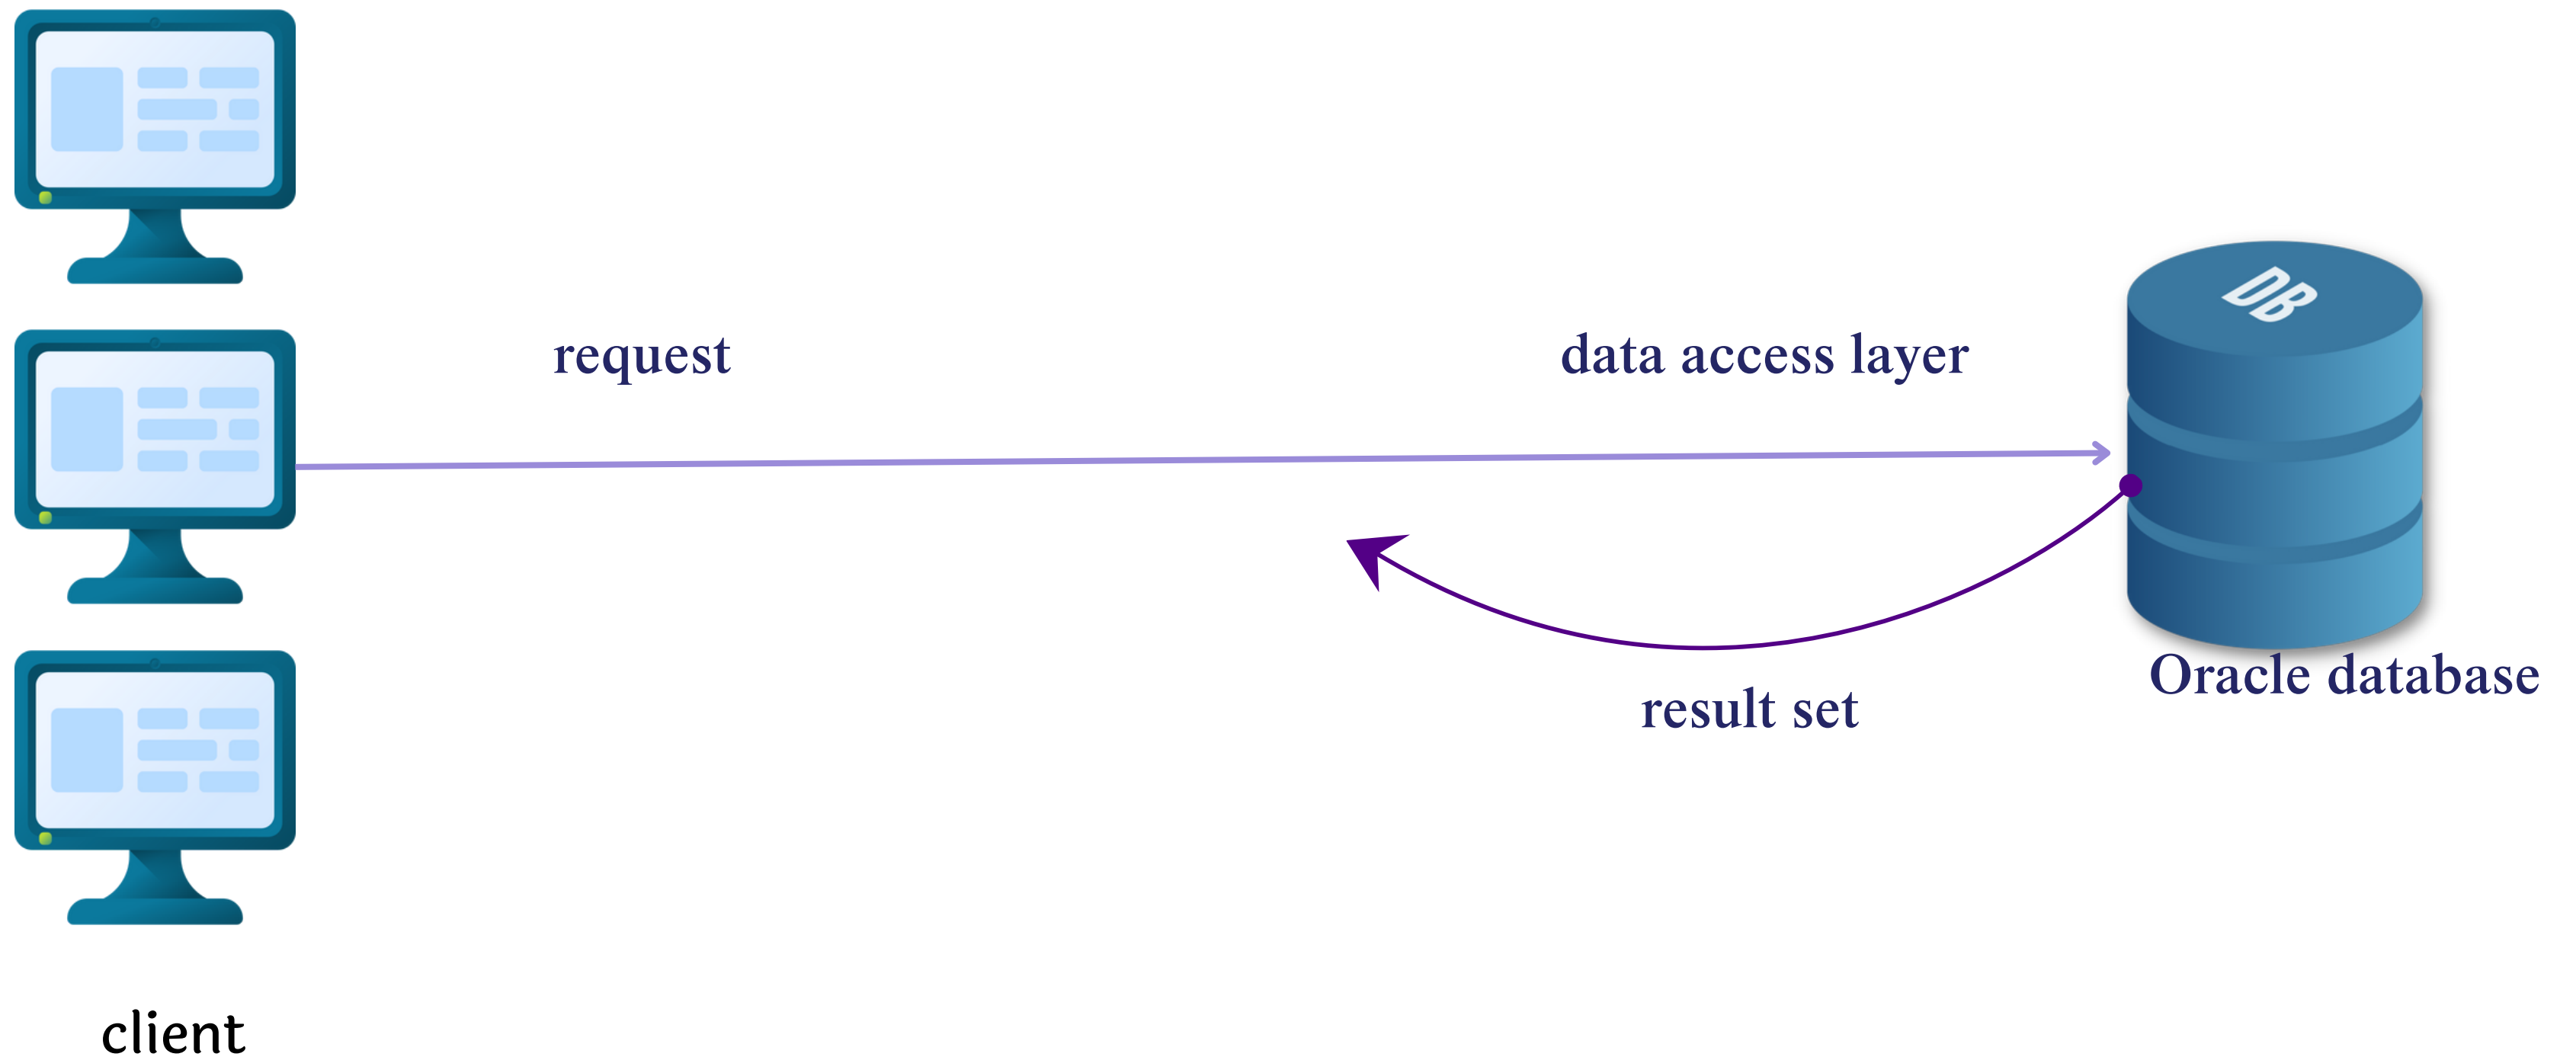 DB
request
data access layer
result set
Oracle database
client